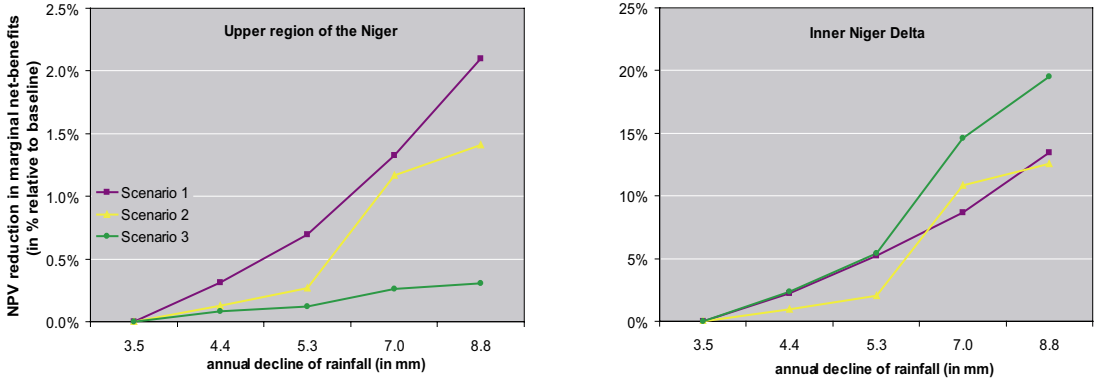 NPV reduction in marginal net-benefits
(in % relative to baseline)
2.5%
2.0%
1.5%
1.0%
0.5%
0.0%
Upper region of the Niger
Scenario 1
Scenario 2
Scenario 3
3.5 4.4 5.3 7.0 8.8
annual decline of rainfall (in mm)
25%
20%
15%
10%
5%
0%
Inner Niger Delta
3.5 4.4 5.3 7.0 8.8
annual decline of rainfall (in mm)